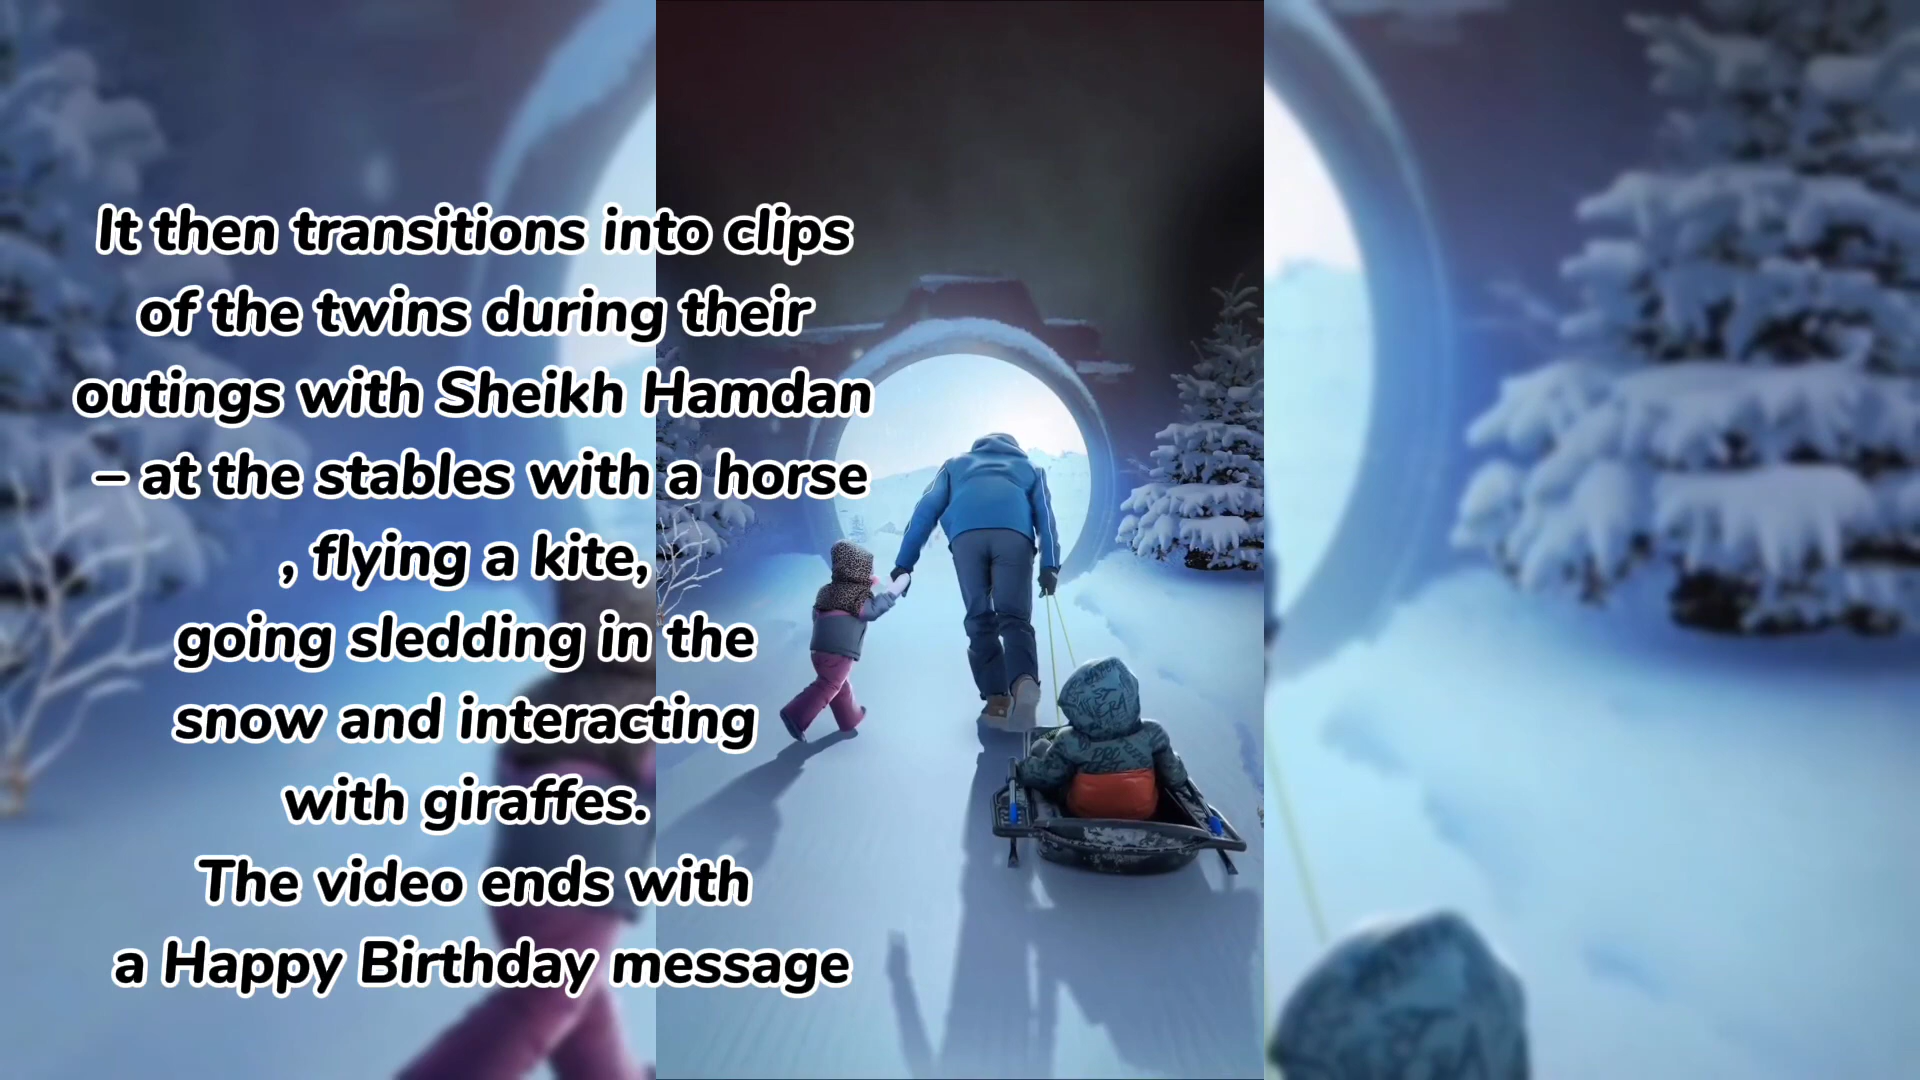 It then transitions into clips
of the twins during their
outings with Sheikh Hamdan
– at the stables with a horse
, flying a kite,
going sledding in the
snow and interacting
with giraffes.
The video ends with
a Happy Birthday message